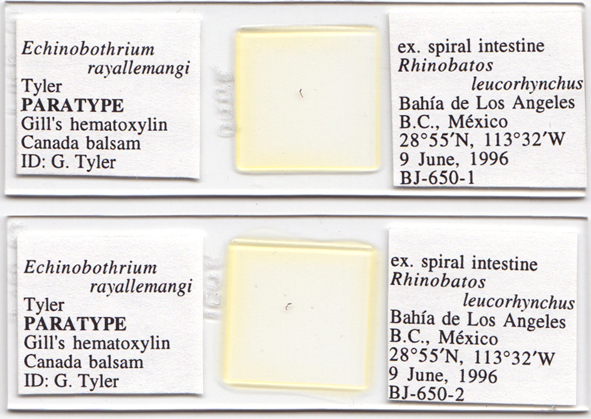 Echinobothrium
rayallemangi
Tyler
PARATYPE
Gill's hematoxylin
Canada balsam
ID: G. Tyler
ex. spiral intestine
Rhinobatos
leucorhynchus
Bahía de Los Angeles
B.C., México
28°55′N, 113°32′W
9 June, 1996
BJ-650-1
Echinobothrium
rayallemangi
Tyler
PARATYPE
Gill's hematoxylin
Canada balsam
ID: G. Tyler
ex. spiral intestine
Rhinobatos
leucorhynchus
Bahía de Los Angeles
B.C., México
28°55′N, 113°32′W
9 June, 1996
BJ-650-2